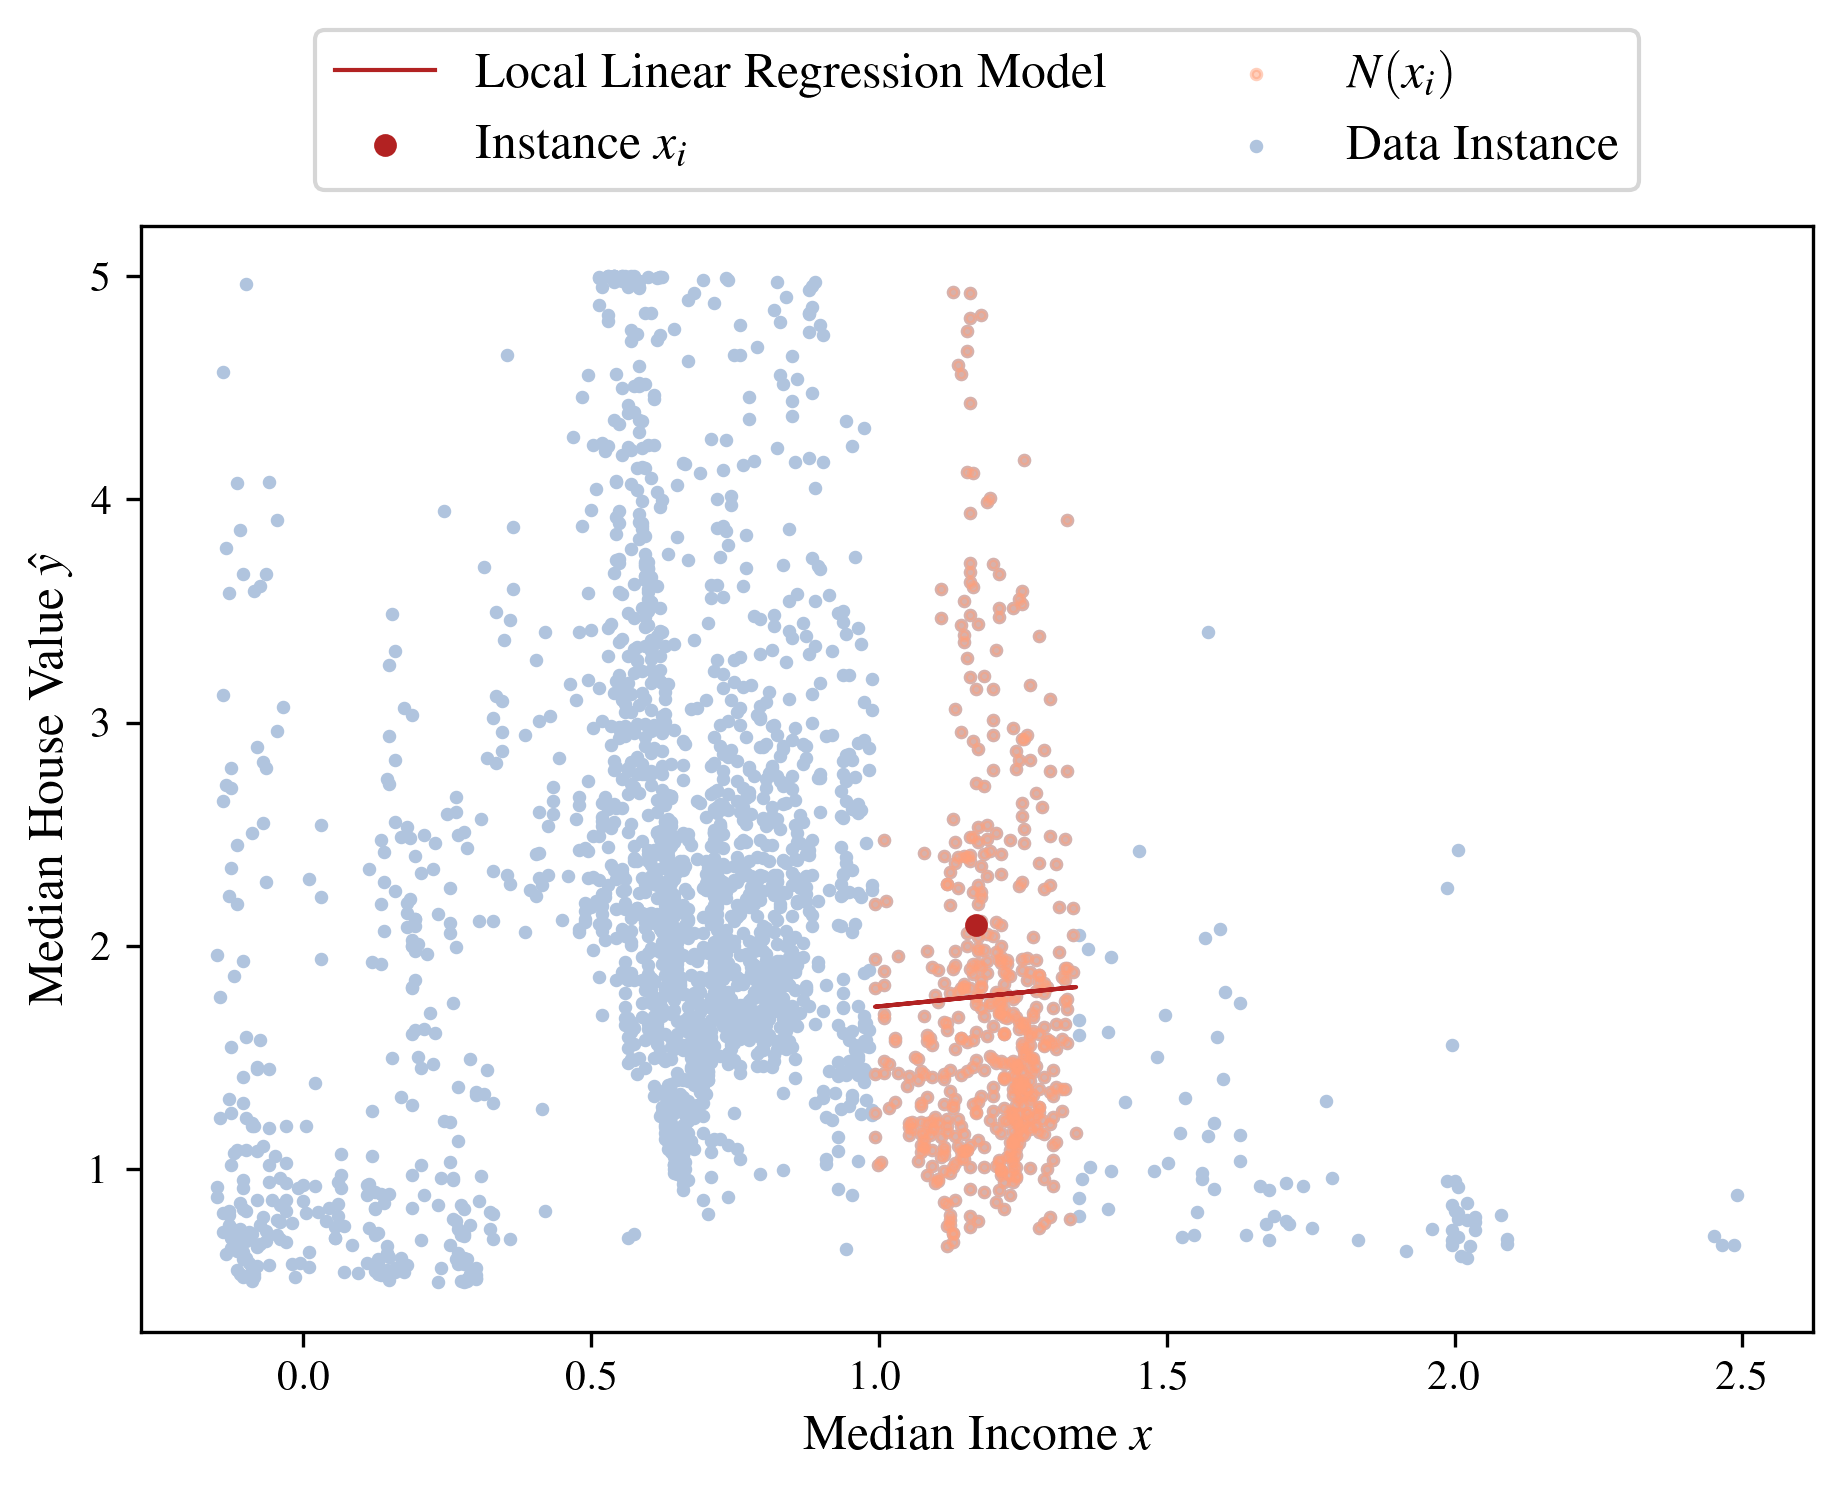 Local Linear Regression Model
Instance $x_i$
$N(x_i)$
Data Instance
5
4
3
2
1
Median House Value $\hat{y}$
0.0 0.5 1.0 1.5 2.0 2.5
Median Income $x$